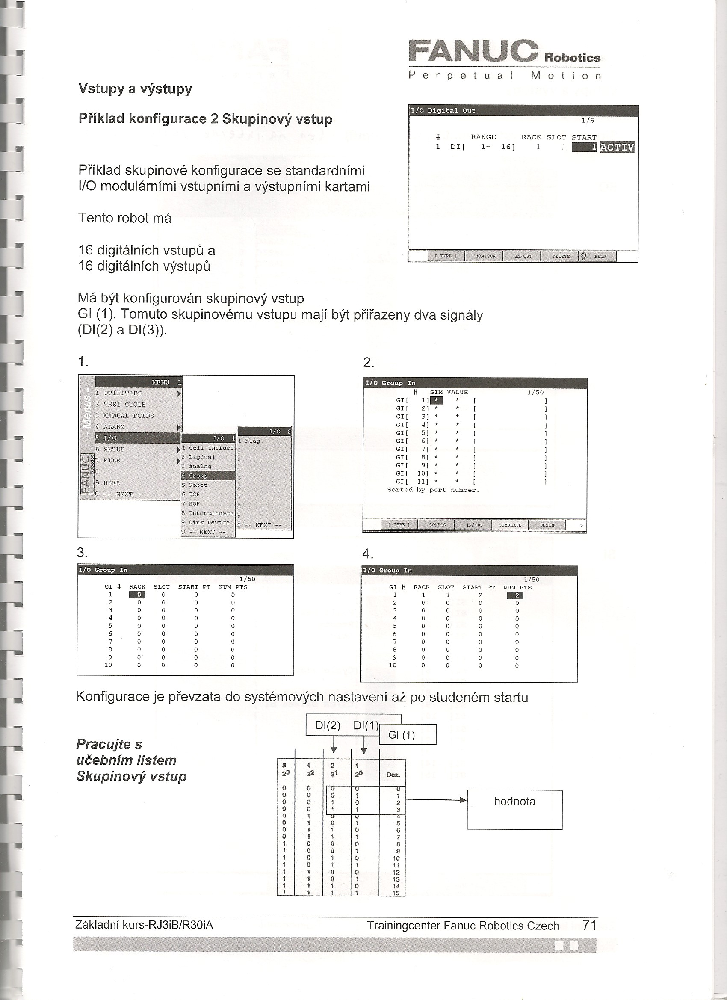 FANUC Robotics
Perpetual Motion
Vstupy a výstupy
Příklad konfigurace 2 Skupinový vstup
I/O Digital Out
1/6
# RANGE RACK SLOT START
1 DI[ 1- 16] 1 1 1 ACTIV
[ TYPE ] MONITOR IN/OUT DELETE HELP
Příklad skupinové konfigurace se standardními
I/O modulárními vstupními a výstupními kartami
Tento robot má
16 digitálních vstupů a
16 digitálních výstupů
Má být konfigurován skupinový vstup
GI (1). Tomuto skupinovému vstupu mají být přiřazeny dva signály
(DI(2) a DI(3)).
1.
- Menus -
FANUC Robotics
MENU 1
1 UTILITIES
2 TEST CYCLE
3 MANUAL FCTNS
4 ALARM
5 I/O
6 SETUP
7 FILE
8
9 USER
0 -- NEXT --
I/O 1
1 Cell Intface
2 Digital
3 Analog
4 Group
5 Robot
6 UOP
7 SOP
8 Interconnect
9 Link Device
0 -- NEXT --
I/O 2
1 Flag
2
3
4
5
6
7
8
9
0 -- NEXT --
2.
I/O Group In
# SIM VALUE 1/50
GI[ 1] * * [ ]
GI[ 2] * * [ ]
GI[ 3] * * [ ]
GI[ 4] * * [ ]
GI[ 5] * * [ ]
GI[ 6] * * [ ]
GI[ 7] * * [ ]
GI[ 8] * * [ ]
GI[ 9] * * [ ]
GI[ 10] * * [ ]
GI[ 11] * * [ ]
Sorted by port number.
[ TYPE ] CONFIG IN/OUT SIMULATE UNSIM >
3.
I/O Group In
1/50
GI # RACK SLOT START PT NUM PTS
1 0 0 0 0
2 0 0 0 0
3 0 0 0 0
4 0 0 0 0
5 0 0 0 0
6 0 0 0 0
7 0 0 0 0
8 0 0 0 0
9 0 0 0 0
10 0 0 0 0
4.
I/O Group In
1/50
GI # RACK SLOT START PT NUM PTS
1 1 1 2 2
2 0 0 0 0
3 0 0 0 0
4 0 0 0 0
5 0 0 0 0
6 0 0 0 0
7 0 0 0 0
8 0 0 0 0
9 0 0 0 0
10 0 0 0 0
Konfigurace je převzata do systémových nastavení až po studeném startu
Pracujte s
učebním listem
Skupinový vstup
DI(2) DI(1)
GI (1)
8 4 2 1
2³ 2² 2¹ 2⁰ Dez.
0 0 0 0 0
0 0 0 1 1
0 0 1 0 2
0 0 1 1 3
0 1 0 0 4
0 1 0 1 5
0 1 1 0 6
0 1 1 1 7
1 0 0 0 8
1 0 0 1 9
1 0 1 0 10
1 0 1 1 11
1 1 0 0 12
1 1 0 1 13
1 1 1 0 14
1 1 1 1 15
hodnota
Základní kurs-RJ3iB/R30iA Trainingcenter Fanuc Robotics Czech 71